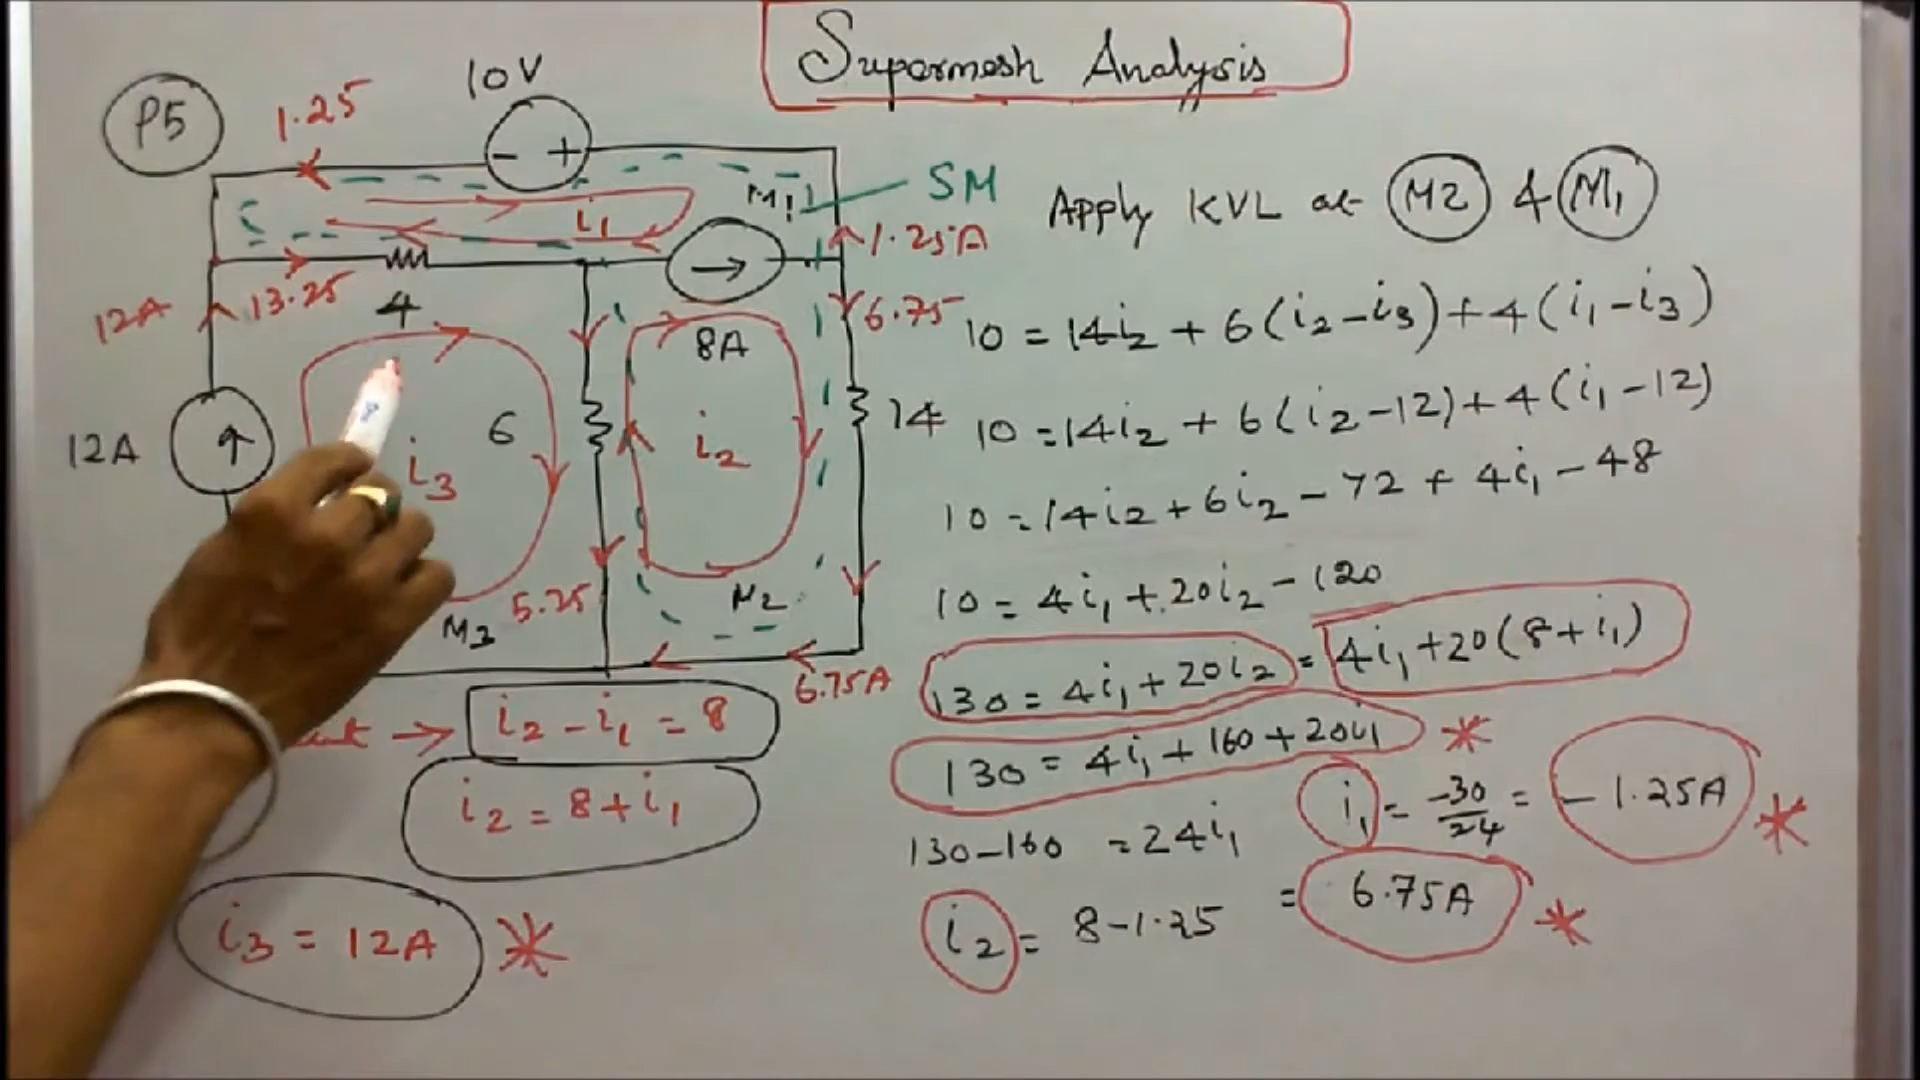 Supermesh Analysis
P5
10V
1.25
- +
M1
SM
i1
1.25A
12A
13.25
4
6.75
8A
12A
6
14
i3
i2
8
5.25
M3
M2
6.75A
i2 - i1 = 8
i2 = 8 + i1
i3 = 12A
Apply KVL at M2 & M1
10 = 14i2 + 6(i2-i3) + 4(i1-i3)
10 = 14i2 + 6(i2-12) + 4(i1-12)
10 = 14i2 + 6i2 - 72 + 4i1 - 48
10 = 4i1 + 20i2 - 120
130 = 4i1 + 20i2 = 4i1 + 20(8+i1)
130 = 4i1 + 160 + 20i1
130-160 = 24i1
i1 = -30/24 = -1.25A
i2 = 8-1.25 = 6.75A